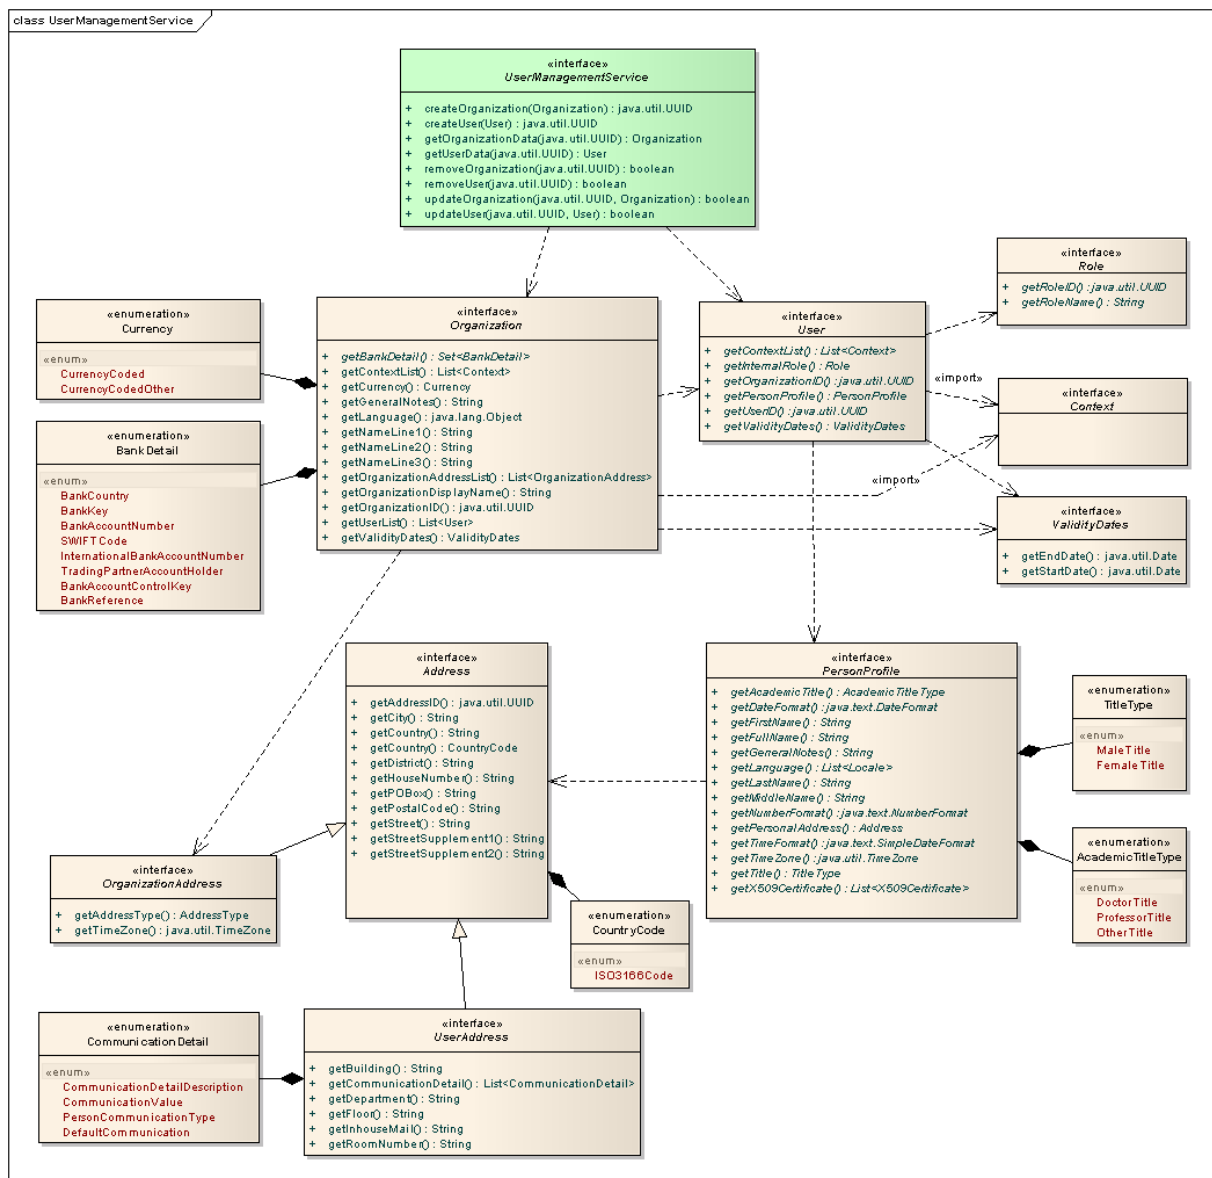 class UserManagementService
«interface»
UserManagementService
+ createOrganization(Organization) : java.util.UUID
+ createUser(User) : java.util.UUID
+ getOrganizationData(java.util.UUID) : Organization
+ getUserData(java.util.UUID) : User
+ removeOrganization(java.util.UUID) : boolean
+ removeUser(java.util.UUID) : boolean
+ updateOrganization(java.util.UUID, Organization) : boolean
+ updateUser(java.util.UUID, User) : boolean
«interface»
Role
+ getRoleID() :java.util.UUID
+ getRoleName() : String
«enumeration»
Currency
«enum»
CurrencyCoded
CurrencyCodedOther
«interface»
Organization
+ getBankDetail() : Set<BankDetail>
+ getContextList() : List<Context>
+ getCurrency() : Currency
+ getGeneralNotes() : String
+ getLanguage() : java.lang.Object
+ getNameLine1() : String
+ getNameLine2() : String
+ getNameLine3() : String
+ getOrganizationAddressList() : List<OrganizationAddress>
+ getOrganizationDisplayName() : String
+ getOrganizationID() : java.util.UUID
+ getUserList() : List<User>
+ getValidityDates() : ValidityDates
«interface»
User
+ getContextList() : List<Context>
+ getInternalRole() : Role
+ getOrganizationID() :java.util.UUID
+ getPersonProfile() : PersonProfile
+ getUserID() :java.util.UUID
+ getValidityDates() : ValidityDates
«import»
«interface»
Context
«import»
«enumeration»
BankDetail
«enum»
BankCountry
BankKey
BankAccountNumber
SWIFTCode
InternationalBankAccountNumber
TradingPartnerAccountHolder
BankAccountControlKey
BankReference
«interface»
ValidityDates
+ getEndDate() : java.util.Date
+ getStartDate() : java.util.Date
«interface»
Address
+ getAddressID() : java.util.UUID
+ getCity() : String
+ getCountry() : String
+ getCountry() : CountryCode
+ getDistrict() : String
+ getHouseNumber() : String
+ getPOBox() : String
+ getPostalCode() : String
+ getStreet() : String
+ getStreetSupplement1() : String
+ getStreetSupplement2() : String
«interface»
PersonProfile
+ getAcademicTitle() : AcademicTitleType
+ getDateFormat() :java.text.DateFormat
+ getFirstName() : String
+ getFullName() : String
+ getGeneralNotes() : String
+ getLanguage() : List<Locale>
+ getLastName() : String
+ getMiddleName() : String
+ getNumberFormat() :java.text.NumberFormat
+ getPersonalAddress() : Address
+ getTimeFormat() :java.text.SimpleDateFormat
+ getTimeZone() :java.util.TimeZone
+ getTitle() : TitleType
+ getX509Certificate() : List<X509Certificate>
«enumeration»
TitleType
«enum»
MaleTitle
FemaleTitle
«enumeration»
AcademicTitleType
«enum»
DoctorTitle
ProfessorTitle
OtherTitle
«interface»
OrganizationAddress
+ getAddressType() : AddressType
+ getTimeZone() : java.util.TimeZone
«enumeration»
CountryCode
«enum»
ISO3166Code
«enumeration»
CommunicationDetail
«enum»
CommunicationDetailDescription
CommunicationValue
PersonCommunicationType
DefaultCommunication
«interface»
UserAddress
+ getBuilding() : String
+ getCommunicationDetail() : List<CommunicationDetail>
+ getDepartment() : String
+ getFloor() : String
+ getInhouseMail() : String
+ getRoomNumber() : String